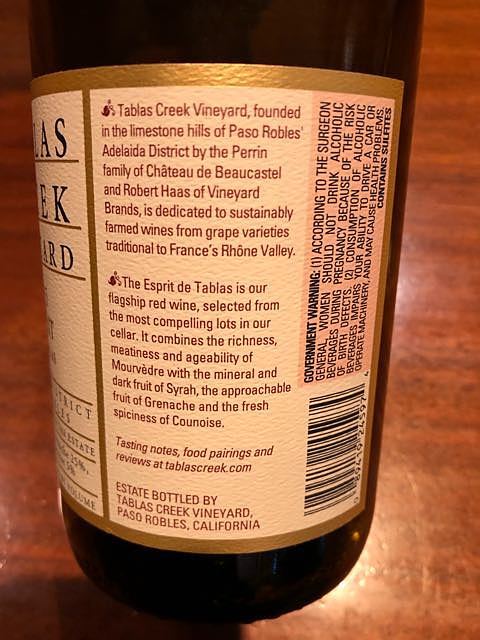 LAS
EK
ARD
Tablas Creek Vineyard, founded
in the limestone hills of Paso Robles'
Adelaida District by the Perrin
family of Château de Beaucastel
and Robert Haas of Vineyard
Brands, is dedicated to sustainably
farmed wines from grape varieties
traditional to France's Rhône Valley.
The Esprit de Tablas is our
flagship red wine, selected from
the most compelling lots in our
cellar. It combines the richness,
meatiness and ageability of
Mourvèdre with the mineral and
dark fruit of Syrah, the approachable
fruit of Grenache and the fresh
spiciness of Counoise.
Tasting notes, food pairings and
reviews at tablascreek.com
ESTATE BOTTLED BY
TABLAS CREEK VINEYARD,
PASO ROBLES, CALIFORNIA
GOVERNMENT WARNING: (1) ACCORDING TO THE SURGEON
GENERAL, WOMEN SHOULD NOT DRINK ALCOHOLIC
BEVERAGES DURING PREGNANCY BECAUSE OF THE RISK
OF BIRTH DEFECTS. (2) CONSUMPTION OF ALCOHOLIC
BEVERAGES IMPAIRS YOUR ABILITY TO DRIVE A CAR OR
OPERATE MACHINERY, AND MAY CAUSE HEALTH PROBLEMS.
CONTAINS SULFITES